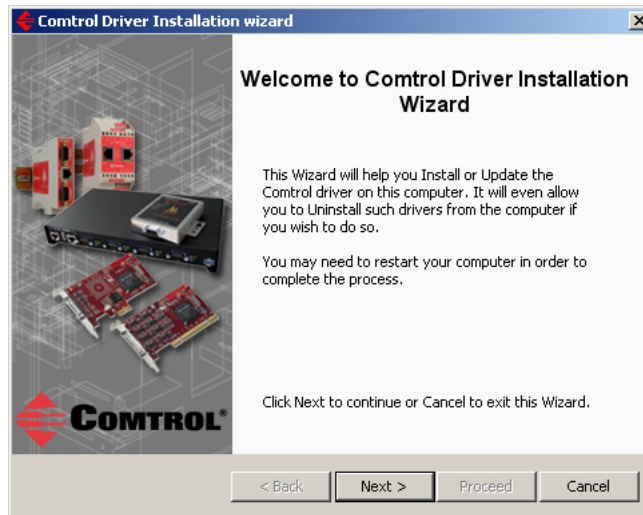 Comtrol Driver Installation wizard
Welcome to Comtrol Driver Installation
Wizard
This Wizard will help you Install or Update the
Comtrol driver on this computer. It will even allow
you to Uninstall such drivers from the computer if
you wish to do so.
You may need to restart your computer in order to
complete the process.
Click Next to continue or Cancel to exit this Wizard.
COMTROL®
< Back
Next >
Proceed
Cancel